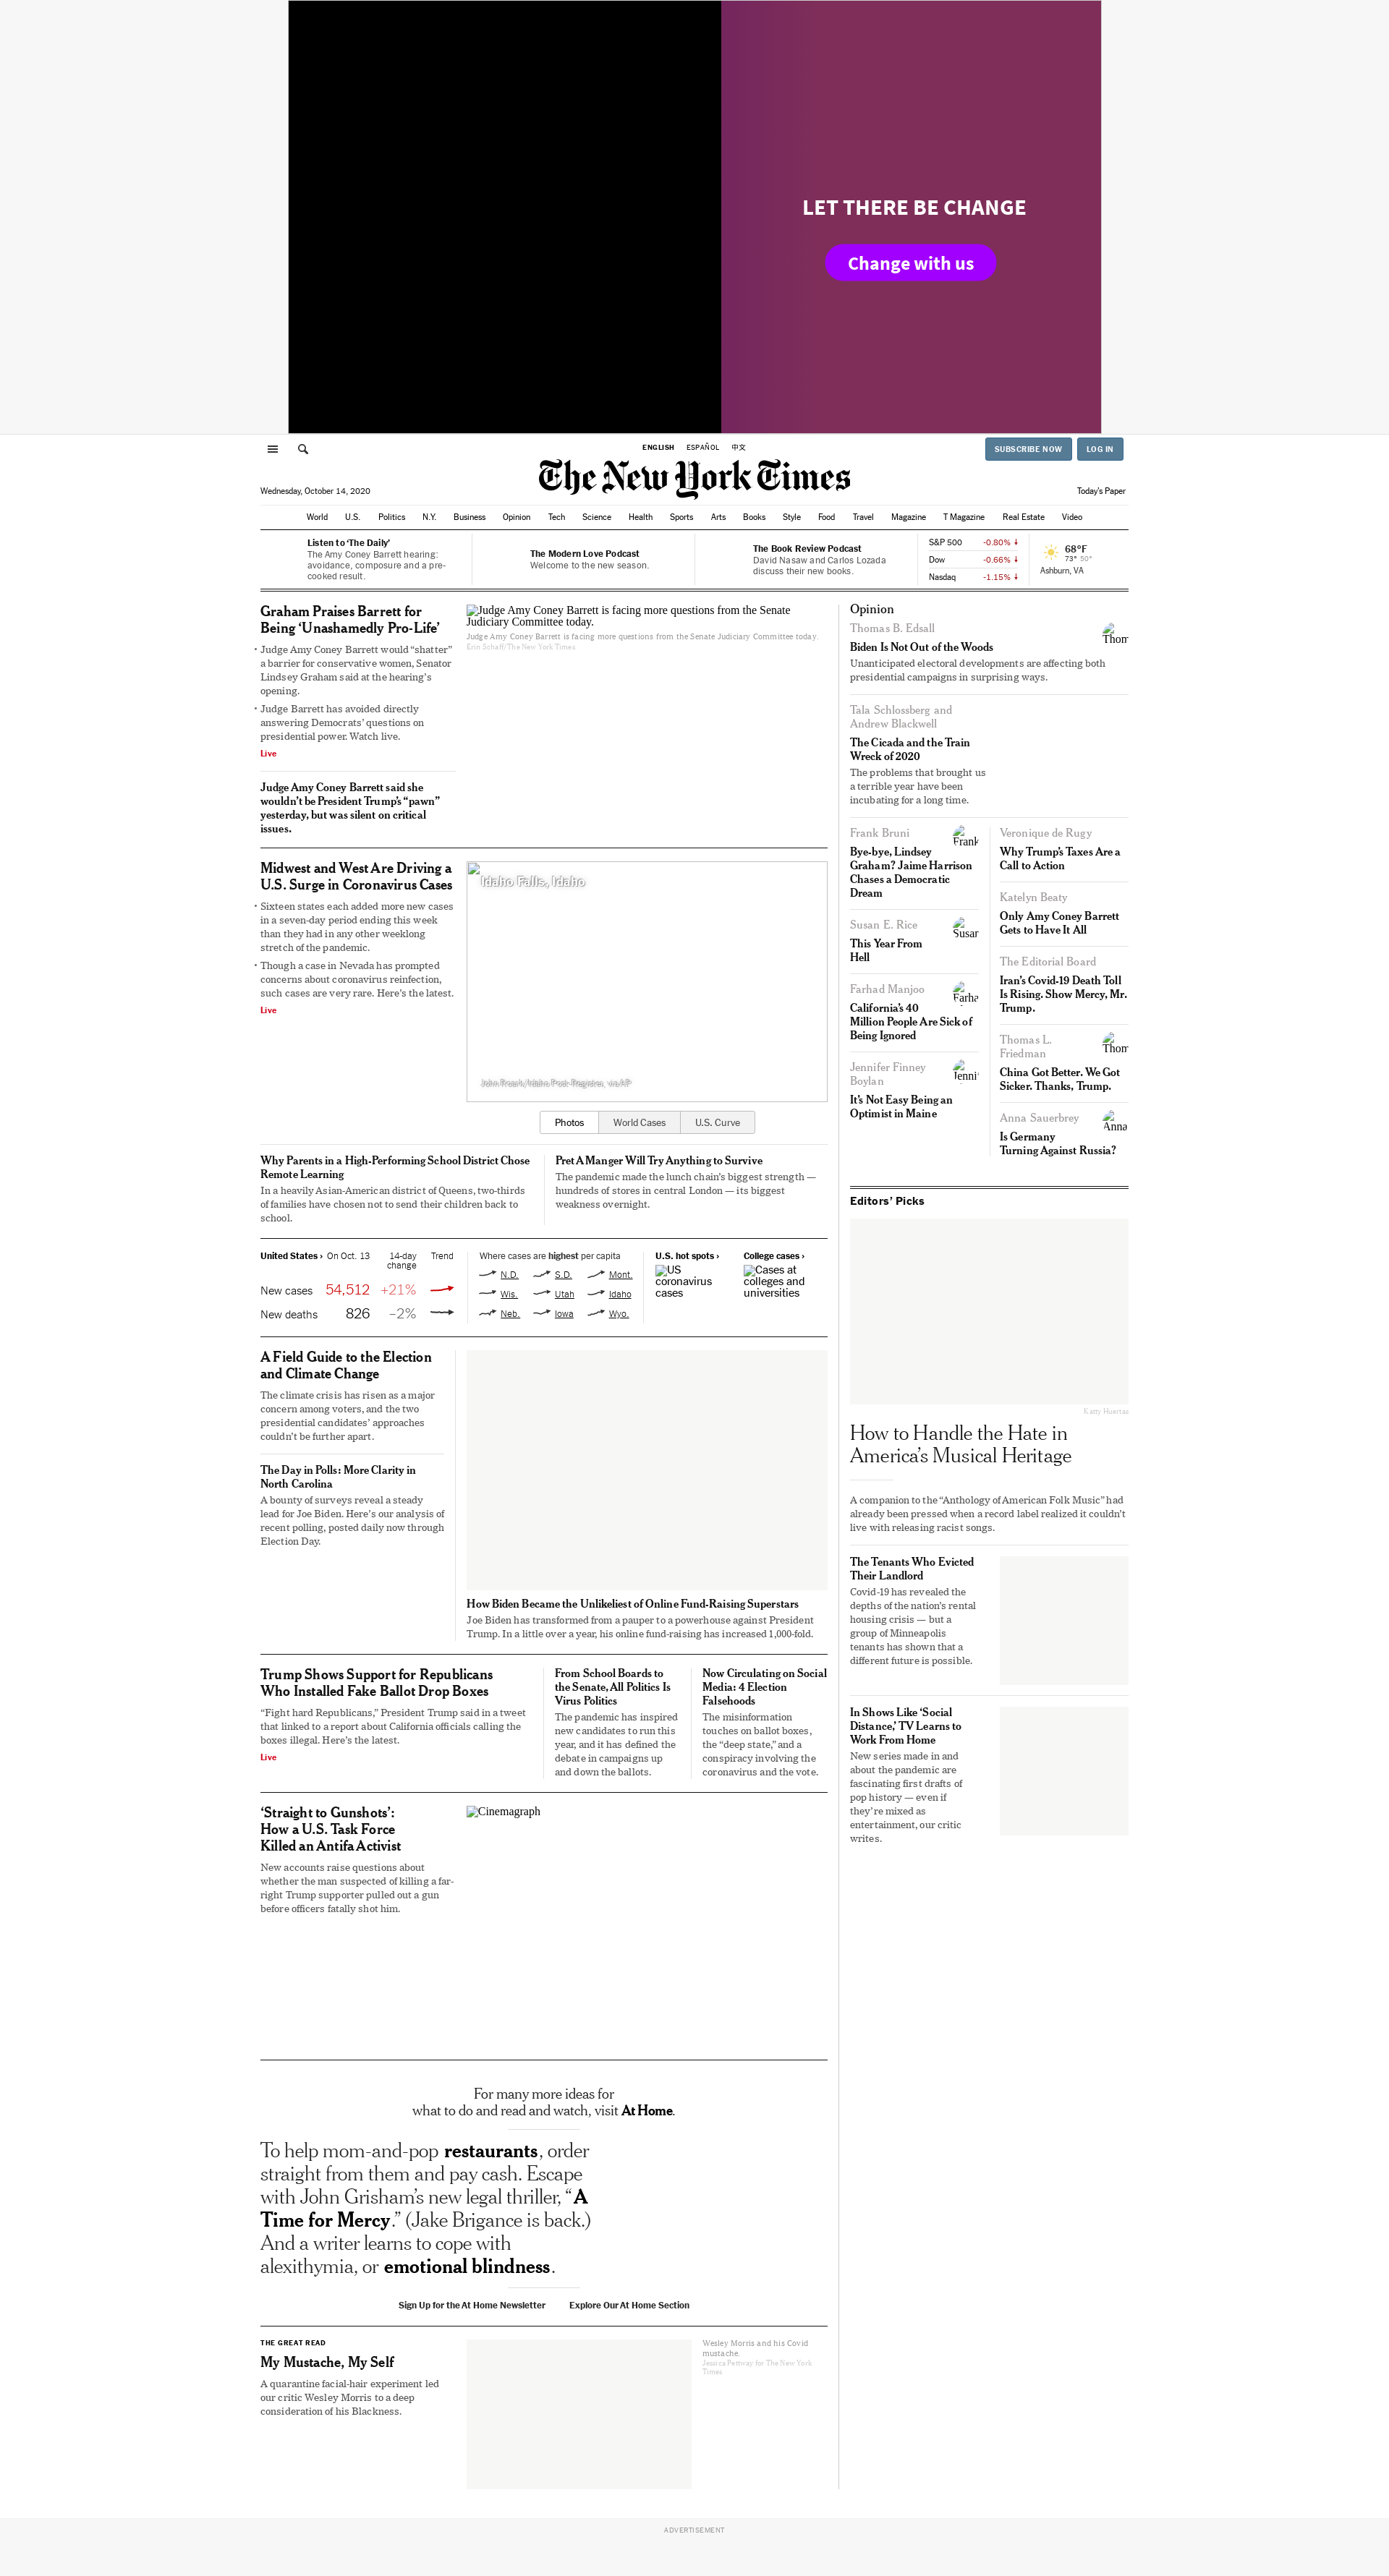 LET THERE BE CHANGE
Change with us
ENGLISH ESPAÑOL 中文
SUBSCRIBE NOW LOG IN
The New York Times
Wednesday, October 14, 2020
Today's Paper
World U.S. Politics N.Y. Business Opinion Tech Science Health Sports Arts Books Style Food Travel Magazine T Magazine Real Estate Video
Listen to ‘The Daily’
The Amy Coney Barrett hearing:
avoidance, composure and a pre-
cooked result.
The Modern Love Podcast
Welcome to the new season.
The Book Review Podcast
David Nasaw and Carlos Lozada
discuss their new books.
S&P 500 -0.80%
Dow -0.66%
Nasdaq -1.15%
68°F
73° 50°
Ashburn, VA
Graham Praises Barrett for
Being ‘Unashamedly Pro-Life’
• Judge Amy Coney Barrett would “shatter”
a barrier for conservative women, Senator
Lindsey Graham said at the hearing’s
opening.
• Judge Barrett has avoided directly
answering Democrats’ questions on
presidential power. Watch live.
Live
Judge Amy Coney Barrett said she
wouldn’t be President Trump’s “pawn”
yesterday, but was silent on critical
issues.
Judge Amy Coney Barrett is facing more questions from the Senate
Judiciary Committee today.
Judge Amy Coney Barrett is facing more questions from the Senate Judiciary Committee today.
Erin Schaff/The New York Times
Midwest and West Are Driving a
U.S. Surge in Coronavirus Cases
• Sixteen states each added more new cases
in a seven-day period ending this week
than they had in any other weeklong
stretch of the pandemic.
• Though a case in Nevada has prompted
concerns about coronavirus reinfection,
such cases are very rare. Here’s the latest.
Live
Idaho Falls, Idaho
John Roark/Idaho Post-Register, via AP
Photos World Cases U.S. Curve
Why Parents in a High-Performing School District Chose
Remote Learning
In a heavily Asian-American district of Queens, two-thirds
of families have chosen not to send their children back to
school.
Pret A Manger Will Try Anything to Survive
The pandemic made the lunch chain’s biggest strength —
hundreds of stores in central London — its biggest
weakness overnight.
United States › On Oct. 13 14-day
change Trend
New cases 54,512 +21%
New deaths 826 –2%
Where cases are highest per capita
N.D. S.D. Mont.
Wis. Utah Idaho
Neb. Iowa Wyo.
U.S. hot spots ›
US
coronavirus
cases
College cases ›
Cases at
colleges and
universities
A Field Guide to the Election
and Climate Change
The climate crisis has risen as a major
concern among voters, and the two
presidential candidates’ approaches
couldn’t be further apart.
The Day in Polls: More Clarity in
North Carolina
A bounty of surveys reveal a steady
lead for Joe Biden. Here’s our analysis of
recent polling, posted daily now through
Election Day.
How Biden Became the Unlikeliest of Online Fund-Raising Superstars
Joe Biden has transformed from a pauper to a powerhouse against President
Trump. In a little over a year, his online fund-raising has increased 1,000-fold.
Trump Shows Support for Republicans
Who Installed Fake Ballot Drop Boxes
“Fight hard Republicans,” President Trump said in a tweet
that linked to a report about California officials calling the
boxes illegal. Here’s the latest.
Live
From School Boards to
the Senate, All Politics Is
Virus Politics
The pandemic has inspired
new candidates to run this
year, and it has defined the
debate in campaigns up
and down the ballots.
Now Circulating on Social
Media: 4 Election
Falsehoods
The misinformation
touches on ballot boxes,
the “deep state,” and a
conspiracy involving the
coronavirus and the vote.
‘Straight to Gunshots’:
How a U.S. Task Force
Killed an Antifa Activist
New accounts raise questions about
whether the man suspected of killing a far-
right Trump supporter pulled out a gun
before officers fatally shot him.
Cinemagraph
For many more ideas for
what to do and read and watch, visit At Home.
To help mom-and-pop restaurants, order
straight from them and pay cash. Escape
with John Grisham’s new legal thriller, “A
Time for Mercy.” (Jake Brigance is back.)
And a writer learns to cope with
alexithymia, or emotional blindness.
Sign Up for the At Home Newsletter Explore Our At Home Section
THE GREAT READ
My Mustache, My Self
A quarantine facial-hair experiment led
our critic Wesley Morris to a deep
consideration of his Blackness.
Wesley Morris and his Covid
mustache.
Jessica Pettway for The New York
Times
Opinion
Thomas B. Edsall
Thom
Biden Is Not Out of the Woods
Unanticipated electoral developments are affecting both
presidential campaigns in surprising ways.
Tala Schlossberg and
Andrew Blackwell
The Cicada and the Train
Wreck of 2020
The problems that brought us
a terrible year have been
incubating for a long time.
Frank Bruni
Frank
Bye-bye, Lindsey
Graham? Jaime Harrison
Chases a Democratic
Dream
Susan E. Rice
Susan
This Year From
Hell
Farhad Manjoo
Farha
California’s 40
Million People Are Sick of
Being Ignored
Jennifer Finney
Boylan
Jennif
It’s Not Easy Being an
Optimist in Maine
Veronique de Rugy
Why Trump’s Taxes Are a
Call to Action
Katelyn Beaty
Only Amy Coney Barrett
Gets to Have It All
The Editorial Board
Iran’s Covid-19 Death Toll
Is Rising. Show Mercy, Mr.
Trump.
Thomas L.
Friedman
Thom
China Got Better. We Got
Sicker. Thanks, Trump.
Anna Sauerbrey
Anna
Is Germany
Turning Against Russia?
Editors’ Picks
Katty Huertas
How to Handle the Hate in
America’s Musical Heritage
A companion to the “Anthology of American Folk Music” had
already been pressed when a record label realized it couldn’t
live with releasing racist songs.
The Tenants Who Evicted
Their Landlord
Covid-19 has revealed the
depths of the nation’s rental
housing crisis — but a
group of Minneapolis
tenants has shown that a
different future is possible.
In Shows Like ‘Social
Distance,’ TV Learns to
Work From Home
New series made in and
about the pandemic are
fascinating first drafts of
pop history — even if
they’re mixed as
entertainment, our critic
writes.
ADVERTISEMENT